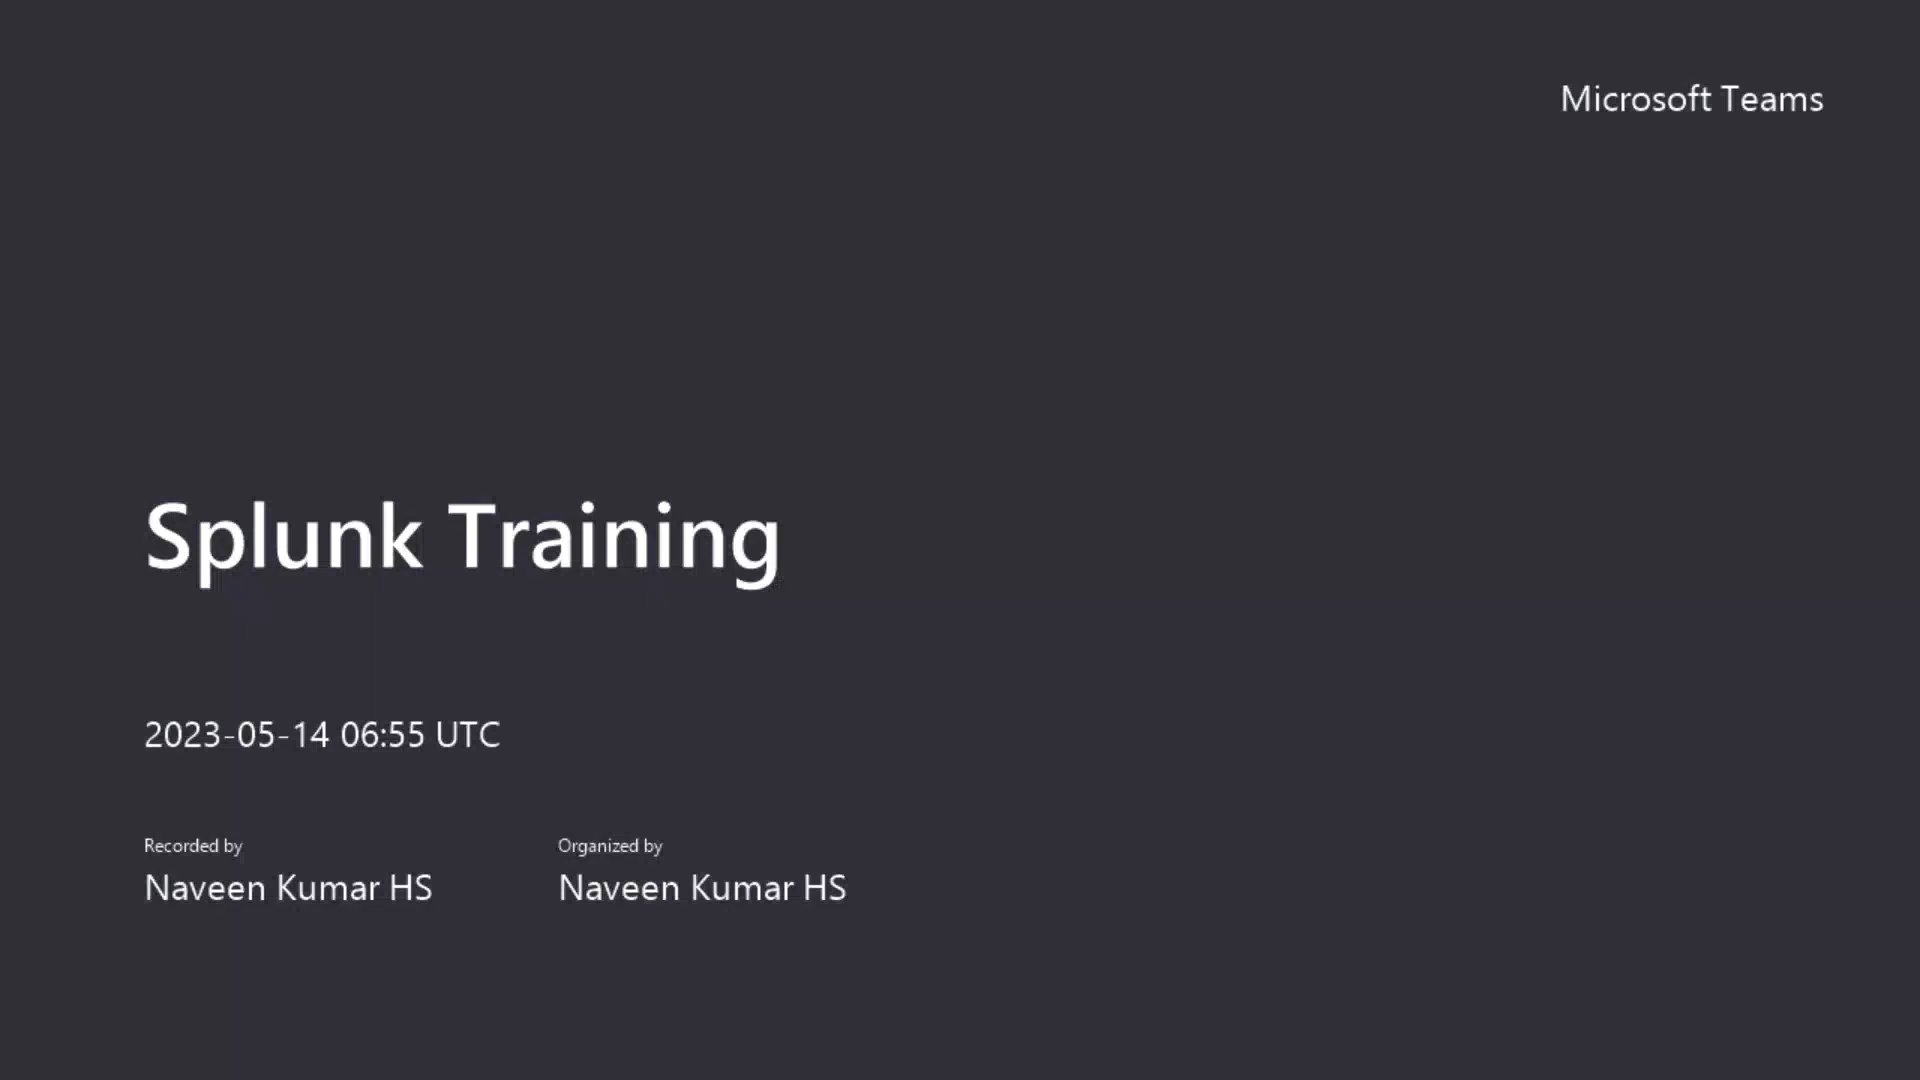 Microsoft Teams
Splunk Training
2023-05-14 06:55 UTC
Recorded by
Naveen Kumar HS
Organized by
Naveen Kumar HS